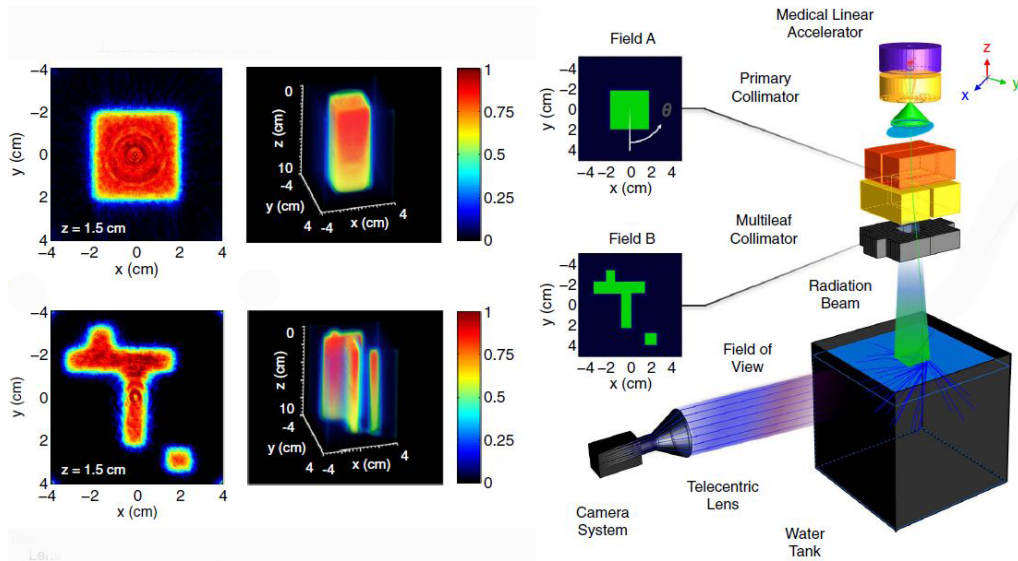 −4
−2
0
2
4
y (cm)
z = 1.5 cm
−4
−2
0
2
4
x (cm)
0
10
z (cm)
−4
y (cm)
4
−4
x (cm)
4
1
0.75
0.5
0.25
0
−4
−2
0
2
4
y (cm)
z = 1.5 cm
−4
−2
0
2
4
x (cm)
0
10
z (cm)
−4
y (cm)
4
−4
x (cm)
4
1
0.75
0.5
0.25
0
Field A
−4
−2
0
2
4
y (cm)
θ
−4 −2 0 2 4
x (cm)
Field B
−4
−2
0
2
4
y (cm)
−4 −2 0 2 4
x (cm)
Medical Linear
Accelerator
z
y
x
Primary
Collimator
Multileaf
Collimator
Radiation
Beam
Field of
View
Telecentric
Lens
Camera
System
Water
Tank